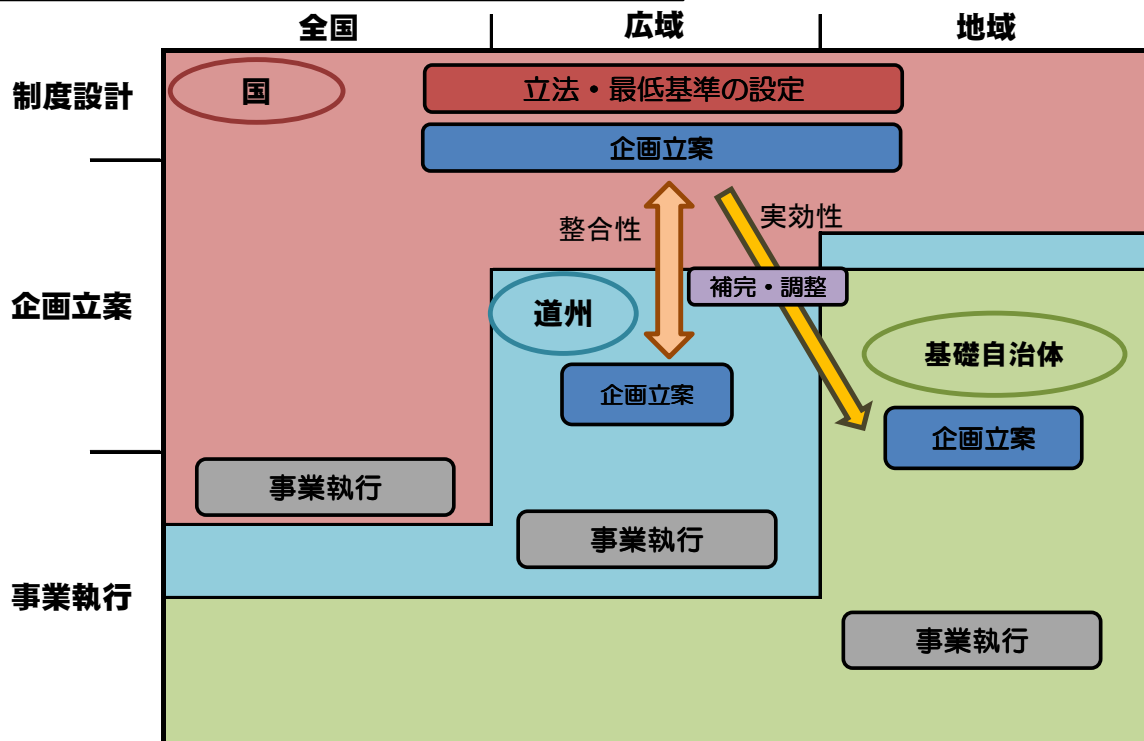 全国
広域
地域
制度設計
国
立法・最低基準の設定
企画立案
整合性
実効性
企画立案
道州
補完・調整
基礎自治体
企画立案
企画立案
事業執行
事業執行
事業執行
事業執行